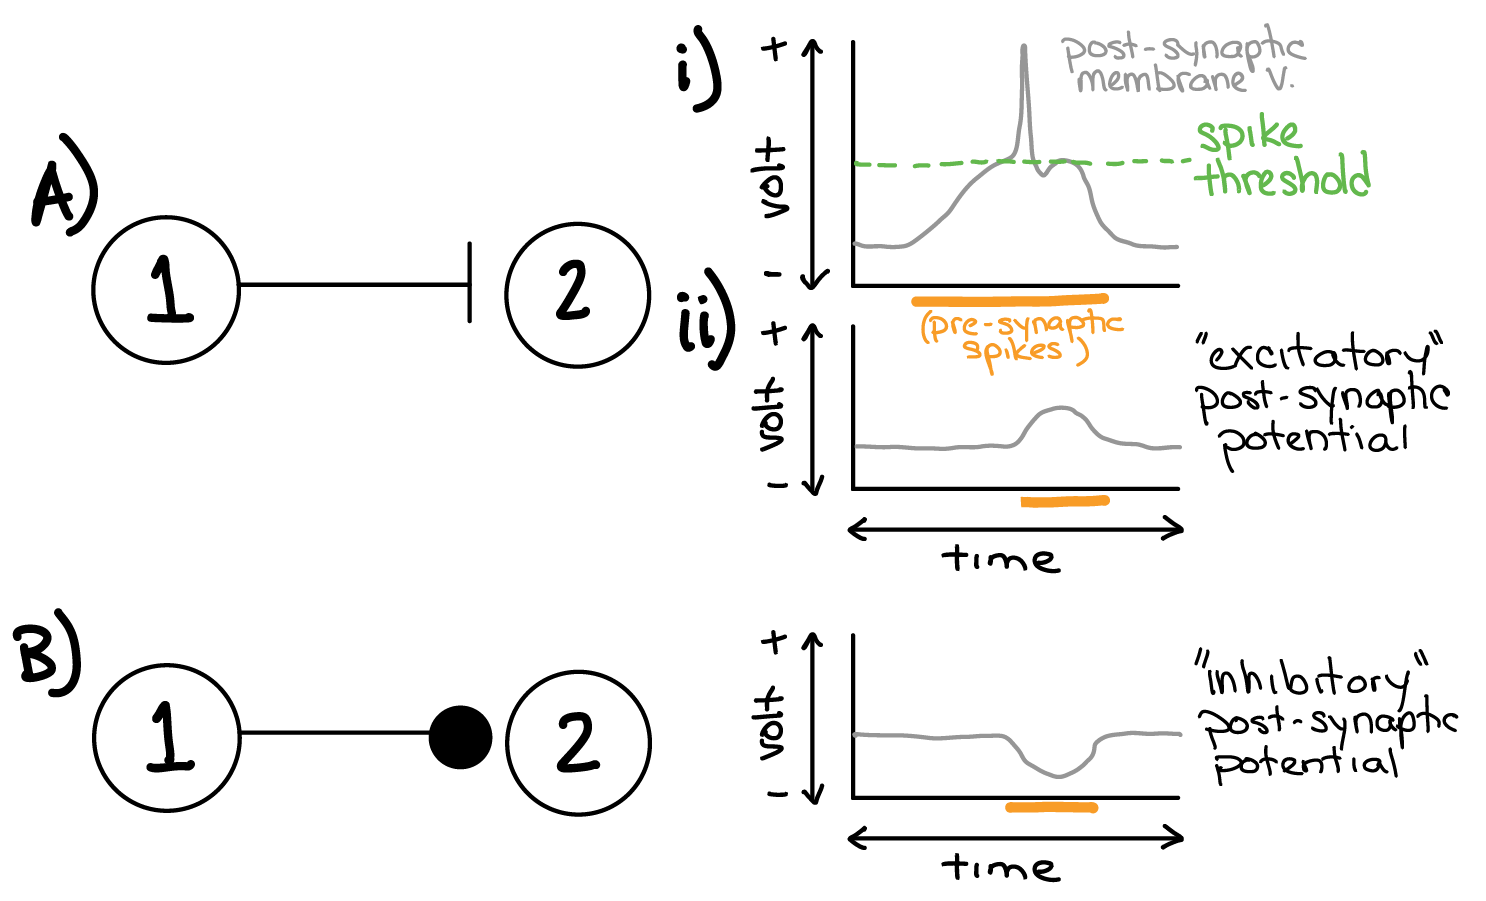 A)
1
2
i)
+
volt
-
post-synaptic
membrane V.
spike
threshold
(pre-synaptic
spikes)
ii)
+
volt
-
"excitatory"
post-synaptic
potential
time
B)
1
2
+
volt
-
"inhibitory"
post-synaptic
potential
time